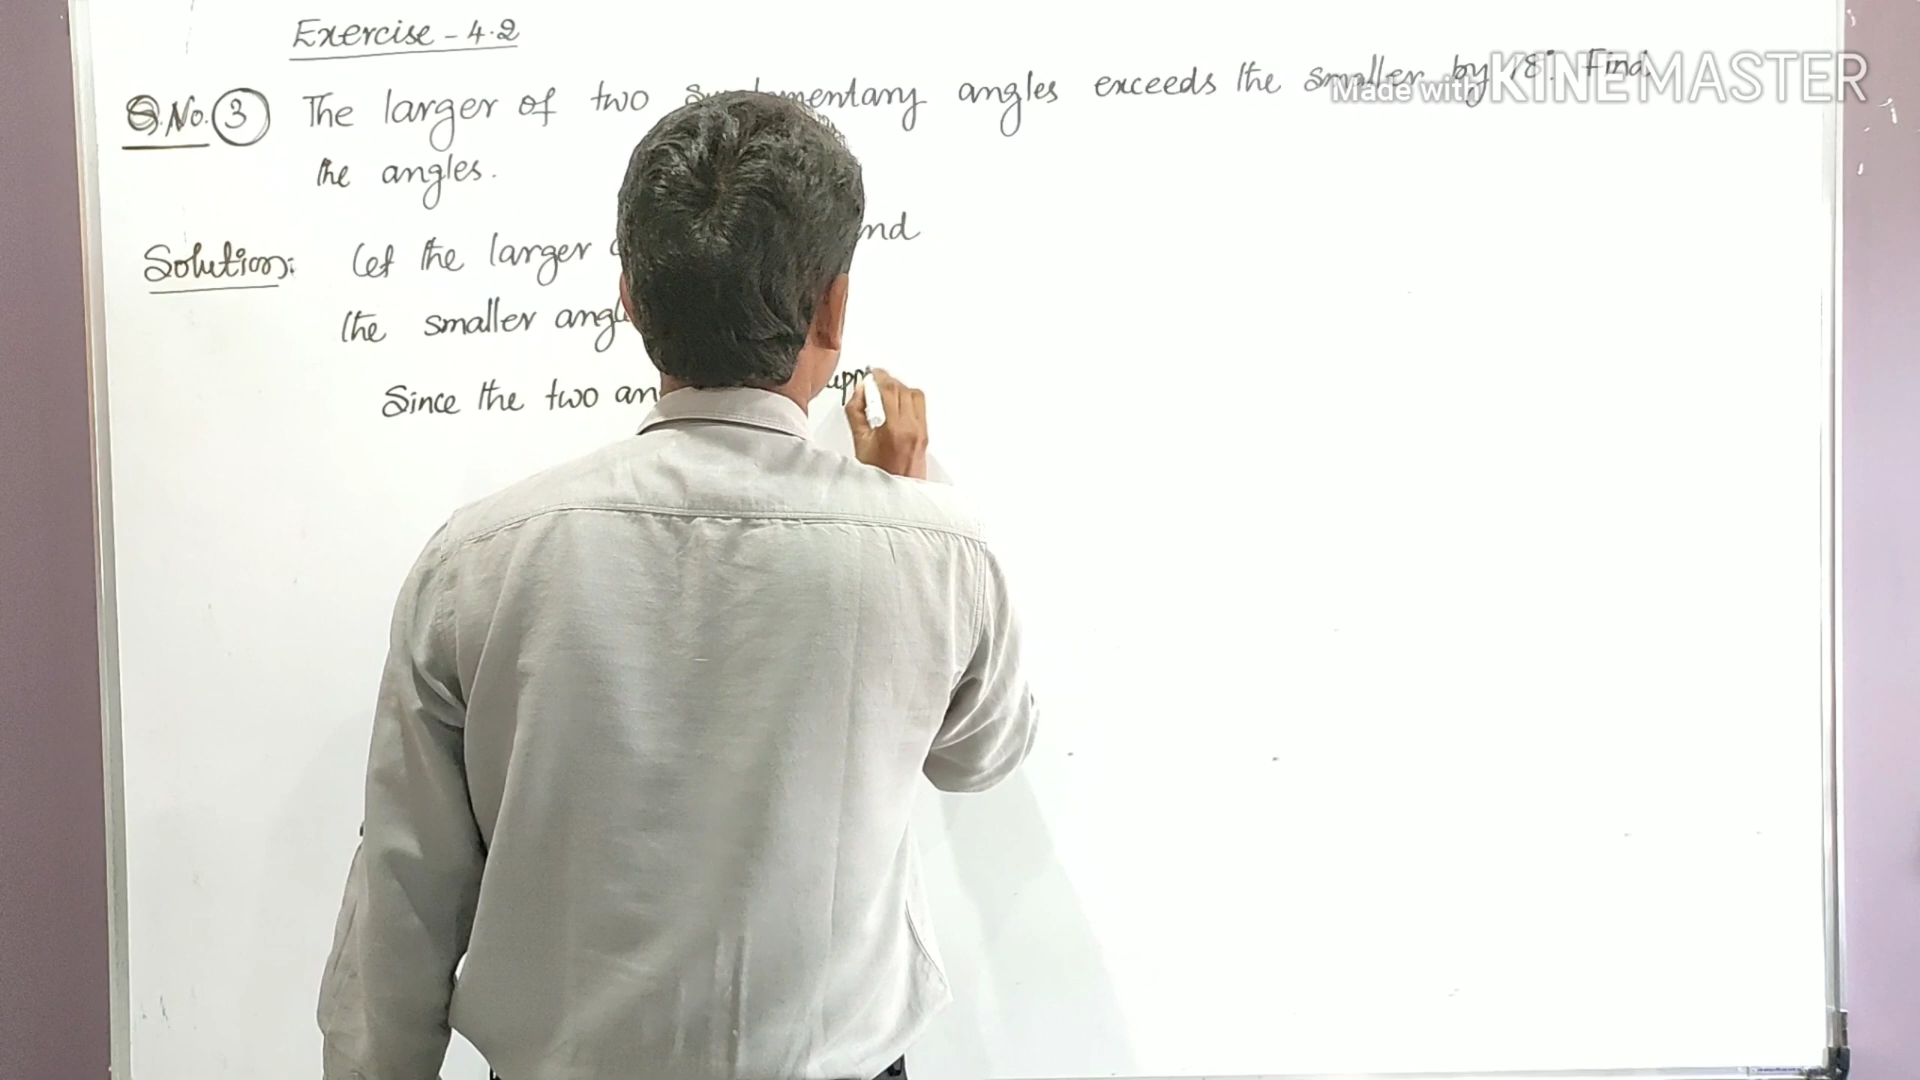 Exercise - 4.2
Q.No. 3 The larger of two angles exceeds the smaller by 18°. Find
the angles.
Made with KINEMASTER
Solution: Let the larger
the smaller
Since the two